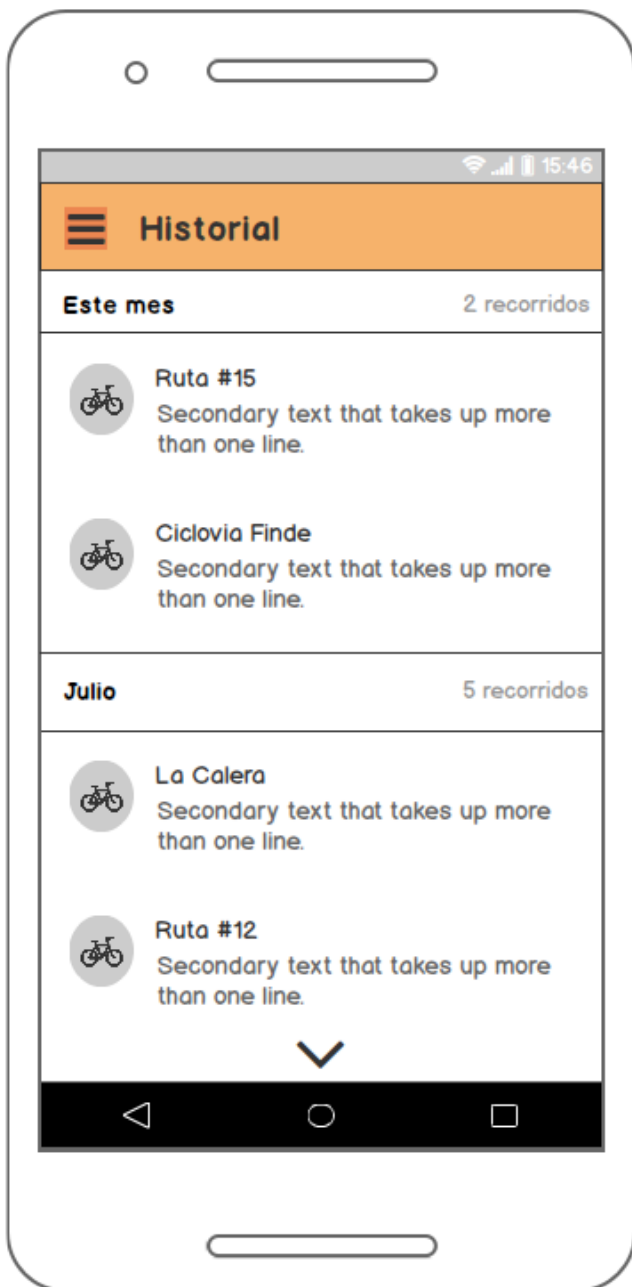 15:46
Historial
Este mes 2 recorridos
Ruta #15
Secondary text that takes up more
than one line.
Ciclovia Finde
Secondary text that takes up more
than one line.
Julio 5 recorridos
La Calera
Secondary text that takes up more
than one line.
Ruta #12
Secondary text that takes up more
than one line.